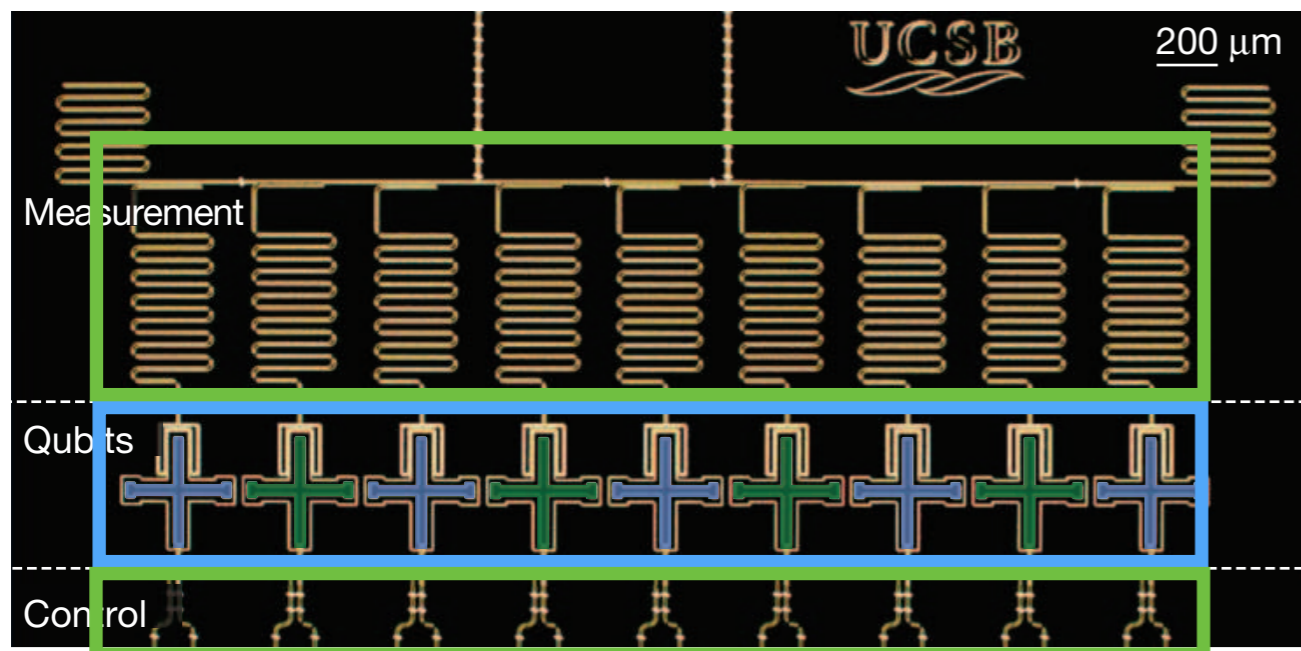 UCSB
200 μm
Measurement
Qubits
Control